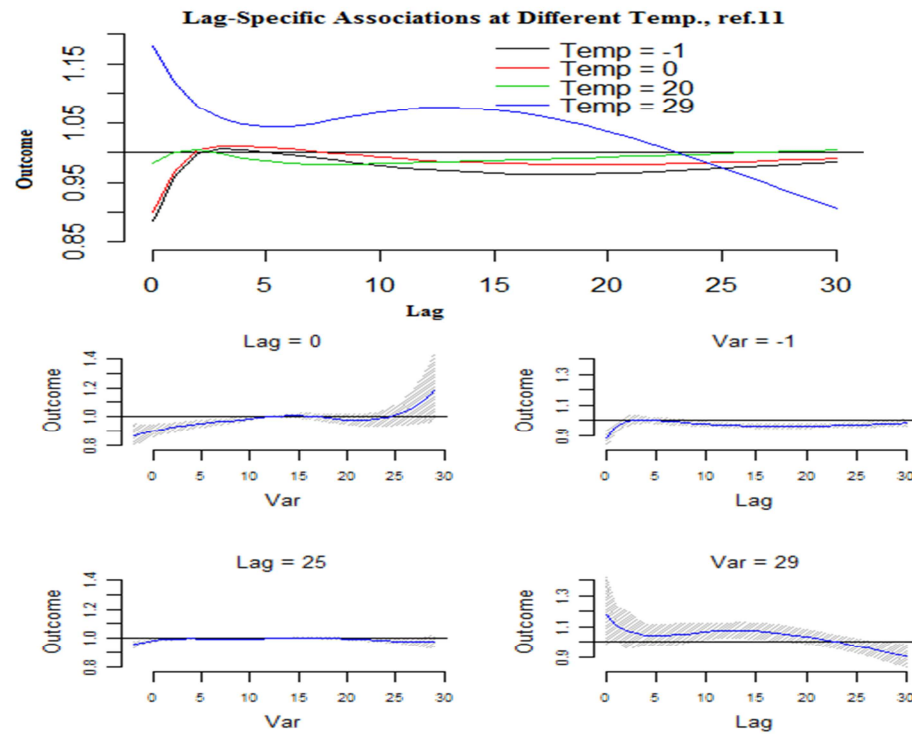 Lag-Specific Associations at Different Temp., ref.11
Outcome
0.85 0.95 1.05 1.15
Temp = -1
Temp = 0
Temp = 20
Temp = 29
0 5 10 15 20 25 30
Lag
Lag = 0
Outcome
0.8 1.0 1.2 1.4
0 5 10 15 20 25 30
Var
Var = -1
Outcome
0.9 1.1 1.3
0 5 10 15 20 25 30
Lag
Lag = 25
Outcome
0.8 1.0 1.2 1.4
0 5 10 15 20 25 30
Var
Var = 29
Outcome
0.9 1.1 1.3
0 5 10 15 20 25 30
Lag